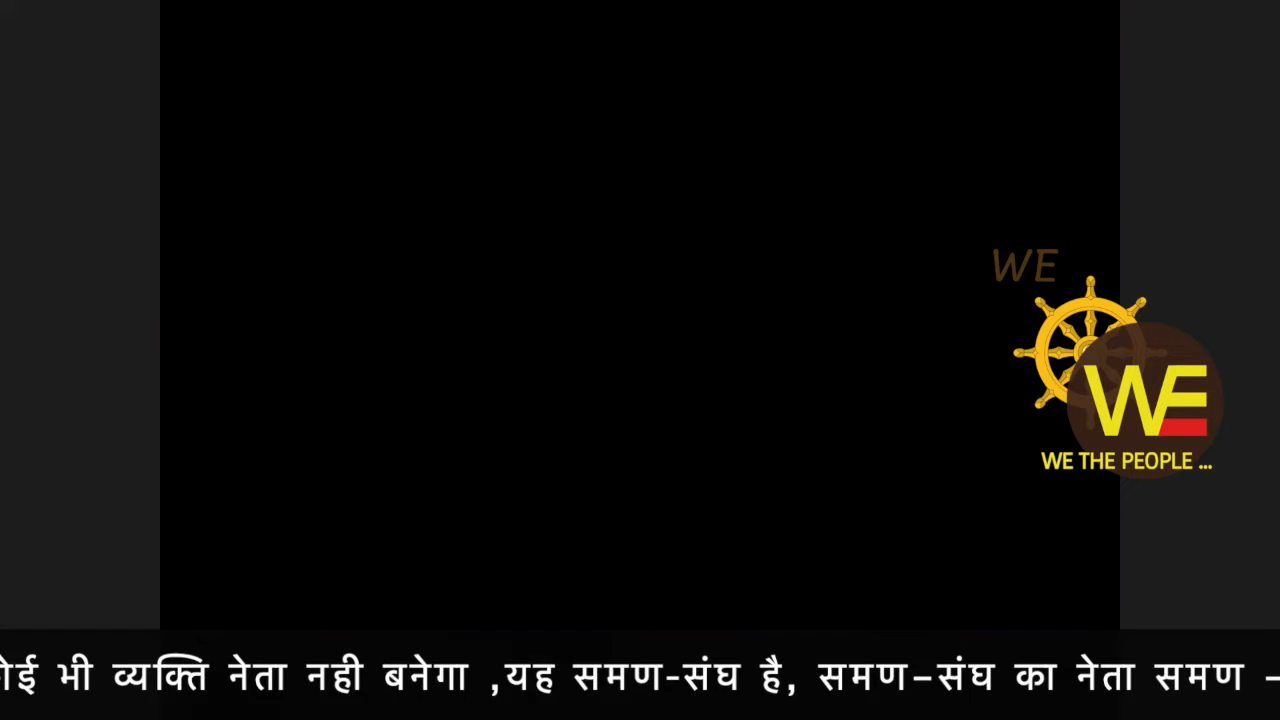 WE
WE
WE THE PEOPLE ...
भी व्यक्ति नेता नही बनेगा ,यह समण-संघ है, समण–संघ का नेता समण –